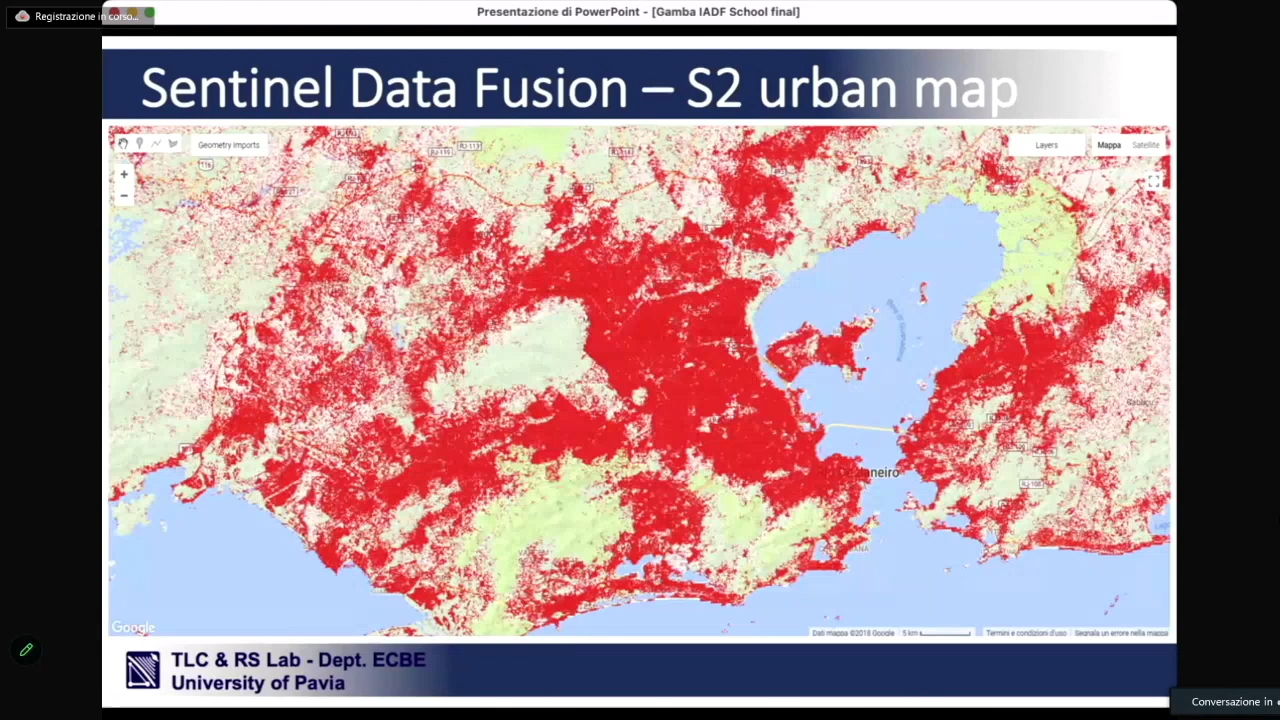 Registrazione in corso...
Presentazione di PowerPoint - [Gamba IADF School final]
Sentinel Data Fusion – S2 urban map
Geometry Imports
Layers
Mappa
Satellite
+
−
Rio de Janeiro
RJ-108
Google
Dati mappa ©2018 Google
5 km
Termini e condizioni d'uso
Segnala un errore nella mappa
TLC & RS Lab - Dept. ECBE
University of Pavia
Conversazione in